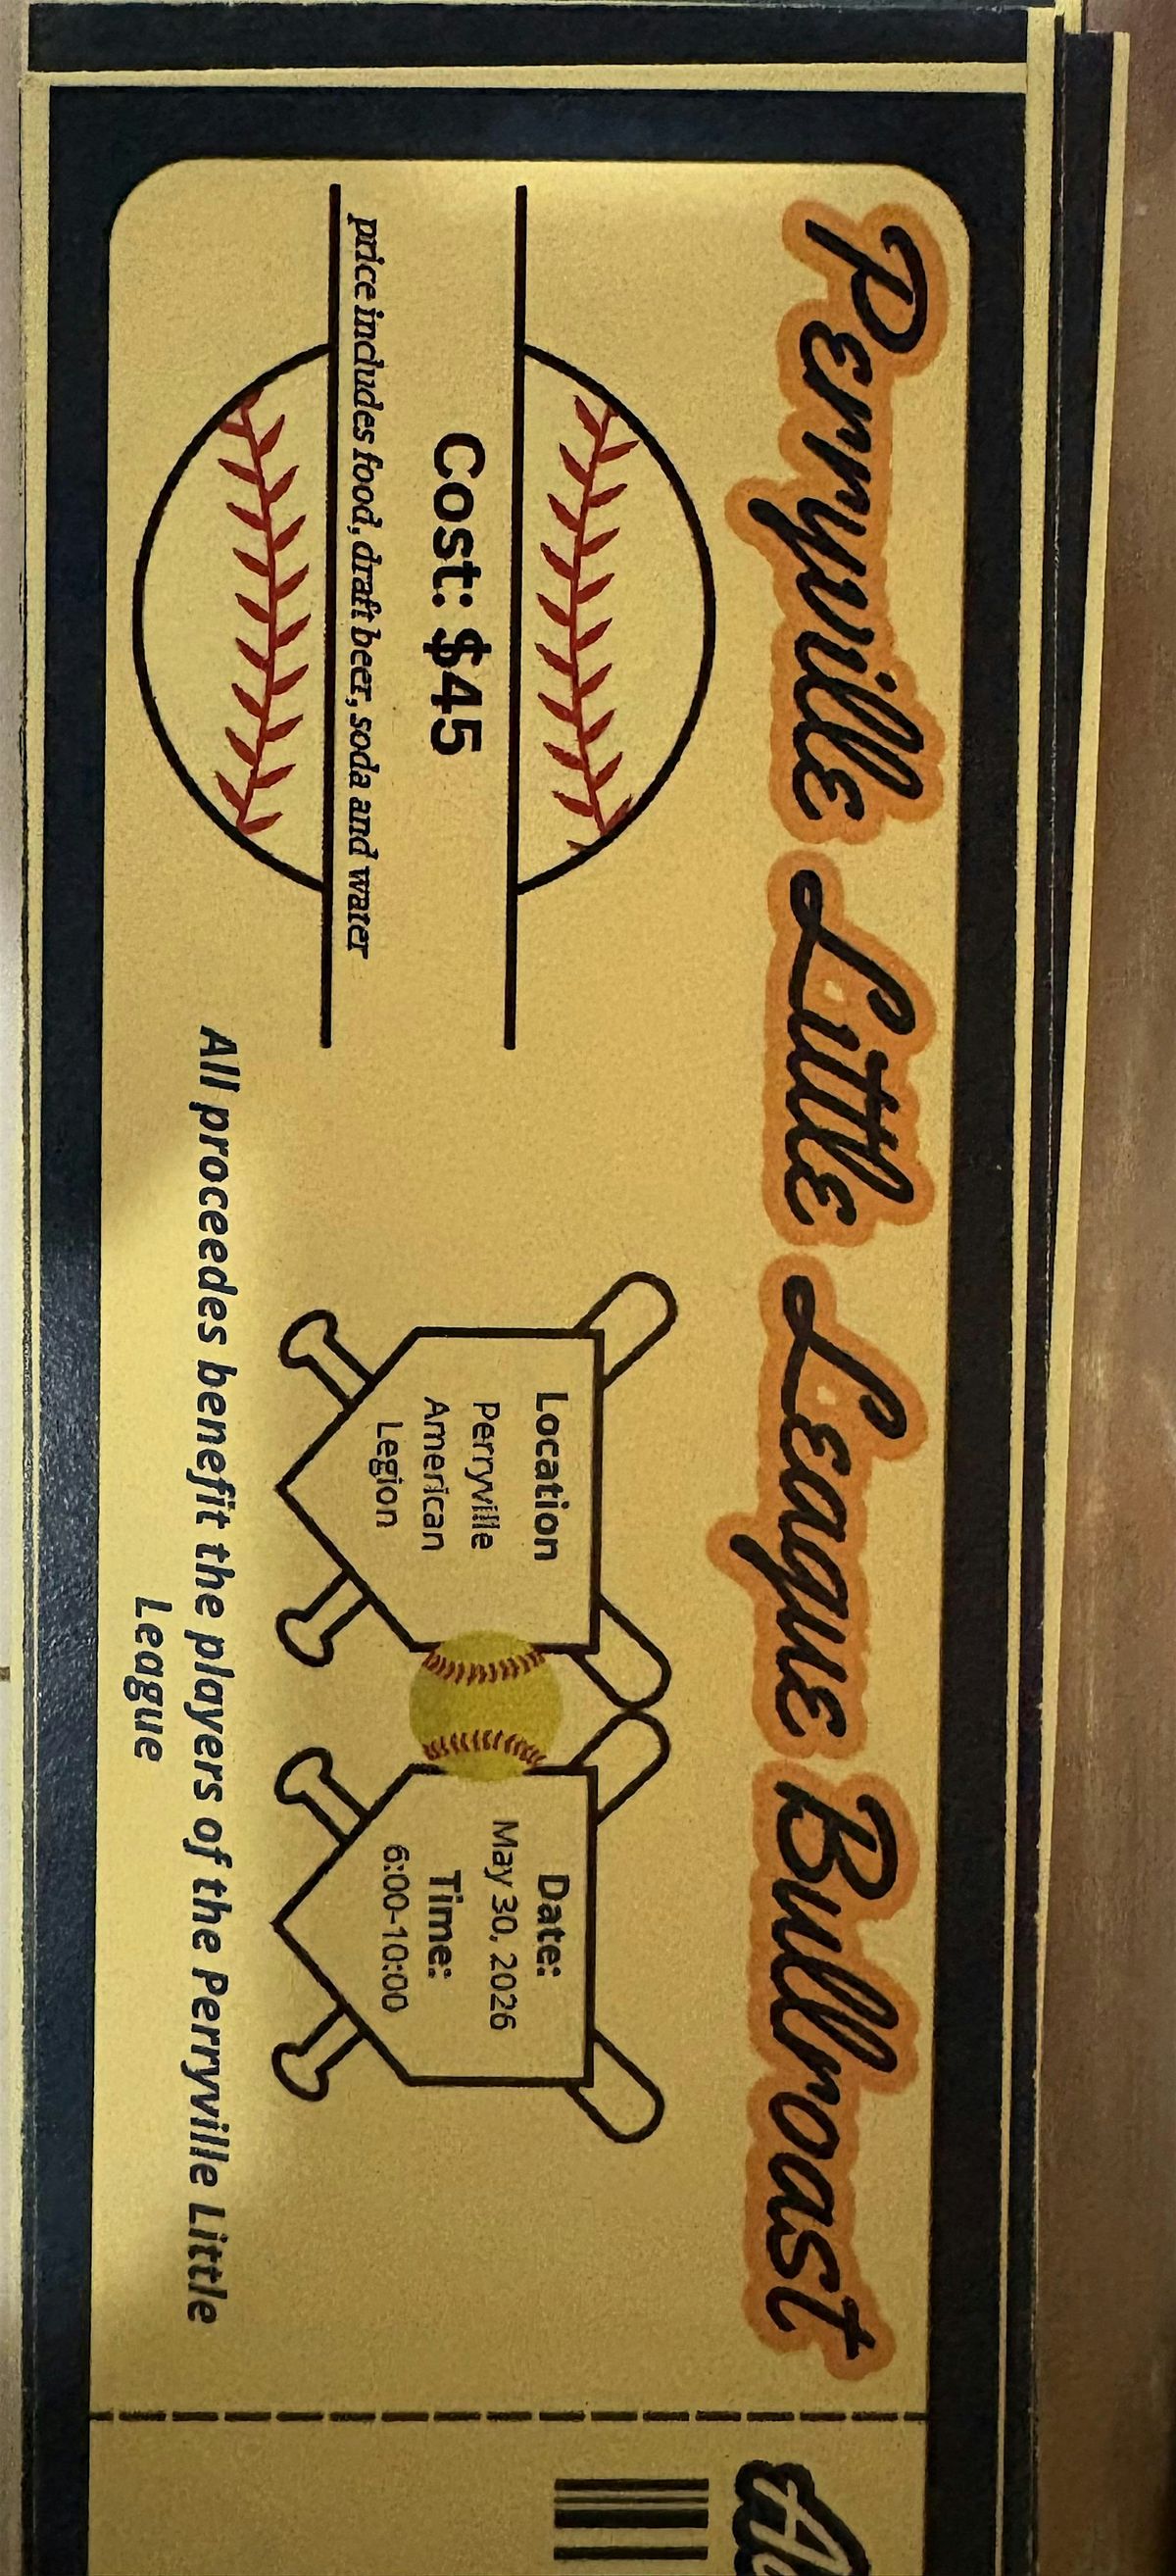 Perryville Little League Bullroast
Cost: $45
price includes food, draft beer, soda and water
Location
Perryville
American
Legion
Date:
May 30, 2026
Time:
6:00-10:00
All proceedes benefit the players of the Perryville Little
League